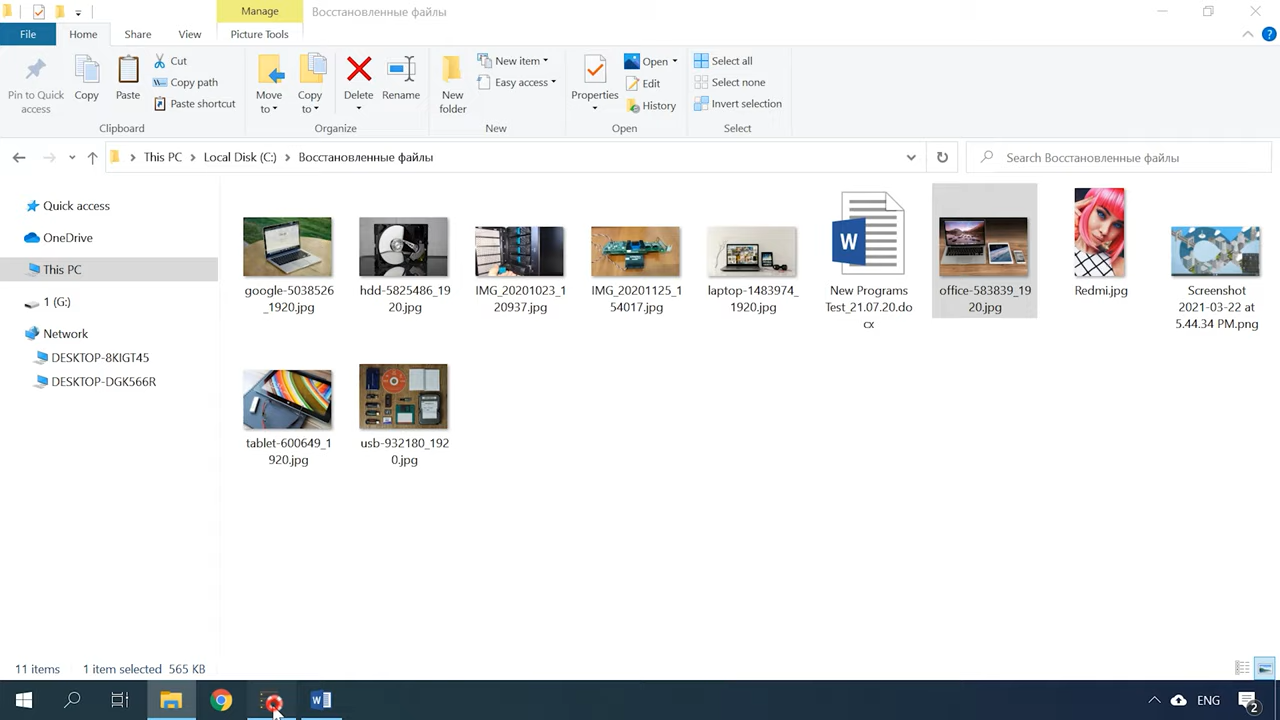 Manage
Восстановленные файлы
File
Home
Share
View
Picture Tools
Pin to Quick
access
Copy
Paste
Cut
Copy path
Paste shortcut
Clipboard
Move
to
Copy
to
Delete
Rename
Organize
New
folder
New item
Easy access
New
Properties
Open
Edit
History
Open
Select all
Select none
Invert selection
Select
This PC
Local Disk (C:)
Восстановленные файлы
Search Восстановленные файлы
Quick access
OneDrive
This PC
1 (G:)
Network
DESKTOP-8KIGT45
DESKTOP-DGK566R
google-5038526
_1920.jpg
hdd-5825486_19
20.jpg
IMG_20201023_1
20937.jpg
IMG_20201125_1
54017.jpg
laptop-1483974_
1920.jpg
W
New Programs
Test_21.07.20.do
cx
office-583839_19
20.jpg
Redmi.jpg
Screenshot
2021-03-22 at
5.44.34 PM.png
tablet-600649_1
920.jpg
usb-932180_192
0.jpg
11 items
1 item selected 565 KB
W
ENG
2